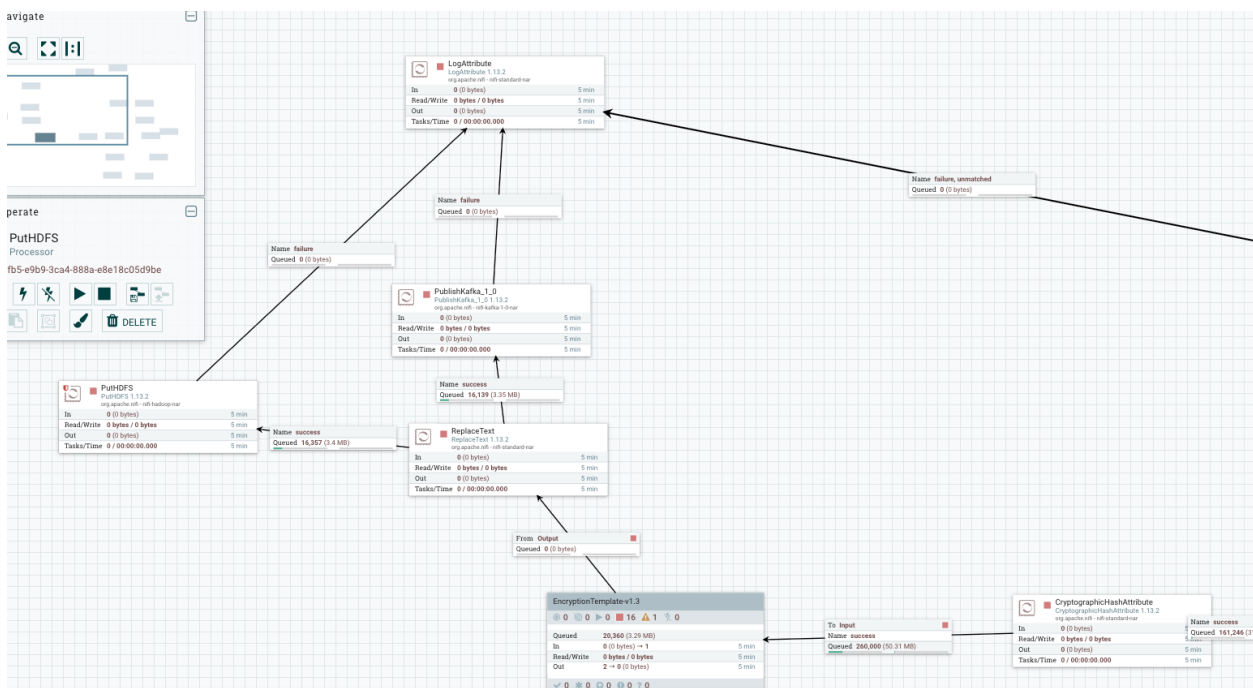 avigate
perate
PutHDFS
Processor
fb5-e9b9-3ca4-888a-e8e18c05d9be
DELETE
LogAttribute
LogAttribute 1.13.2
org.apache.nifi - nifi-standard-nar
In 0 (0 bytes) 5 min
Read/Write 0 bytes / 0 bytes 5 min
Out 0 (0 bytes) 5 min
Tasks/Time 0 / 00:00:00.000 5 min
Name failure, unmatched
Queued 0 (0 bytes)
Name failure
Queued 0 (0 bytes)
Name failure
Queued 0 (0 bytes)
PublishKafka_1_0
PublishKafka_1_0 1.13.2
org.apache.nifi - nifi-kafka-1-0-nar
In 0 (0 bytes) 5 min
Read/Write 0 bytes / 0 bytes 5 min
Out 0 (0 bytes) 5 min
Tasks/Time 0 / 00:00:00.000 5 min
PutHDFS
PutHDFS 1.13.2
org.apache.nifi - nifi-hadoop-nar
In 0 (0 bytes) 5 min
Read/Write 0 bytes / 0 bytes 5 min
Out 0 (0 bytes) 5 min
Tasks/Time 0 / 00:00:00.000 5 min
Name success
Queued 16,139 (3.35 MB)
Name success
Queued 16,357 (3.4 MB)
ReplaceText
ReplaceText 1.13.2
org.apache.nifi - nifi-standard-nar
In 0 (0 bytes) 5 min
Read/Write 0 bytes / 0 bytes 5 min
Out 0 (0 bytes) 5 min
Tasks/Time 0 / 00:00:00.000 5 min
From Output
Queued 0 (0 bytes)
EncryptionTemplate-v1.3
0 0 0 16 1 0
Queued 20,360 (3.29 MB)
In 0 (0 bytes) → 1 5 min
Read/Write 0 bytes / 0 bytes 5 min
Out 2 → 0 (0 bytes) 5 min
0 0 0 0 ? 0
To Input
Name success
Queued 260,000 (50.31 MB)
CryptographicHashAttribute
CryptographicHashAttribute 1.13.2
org.apache.nifi - nifi-standard-nar
In 0 (0 bytes)
Read/Write 0 bytes / 0 bytes
Out 0 (0 bytes) 5 min
Tasks/Time 0 / 00:00:00.000 5 min
Name success
Queued 161,246 (3